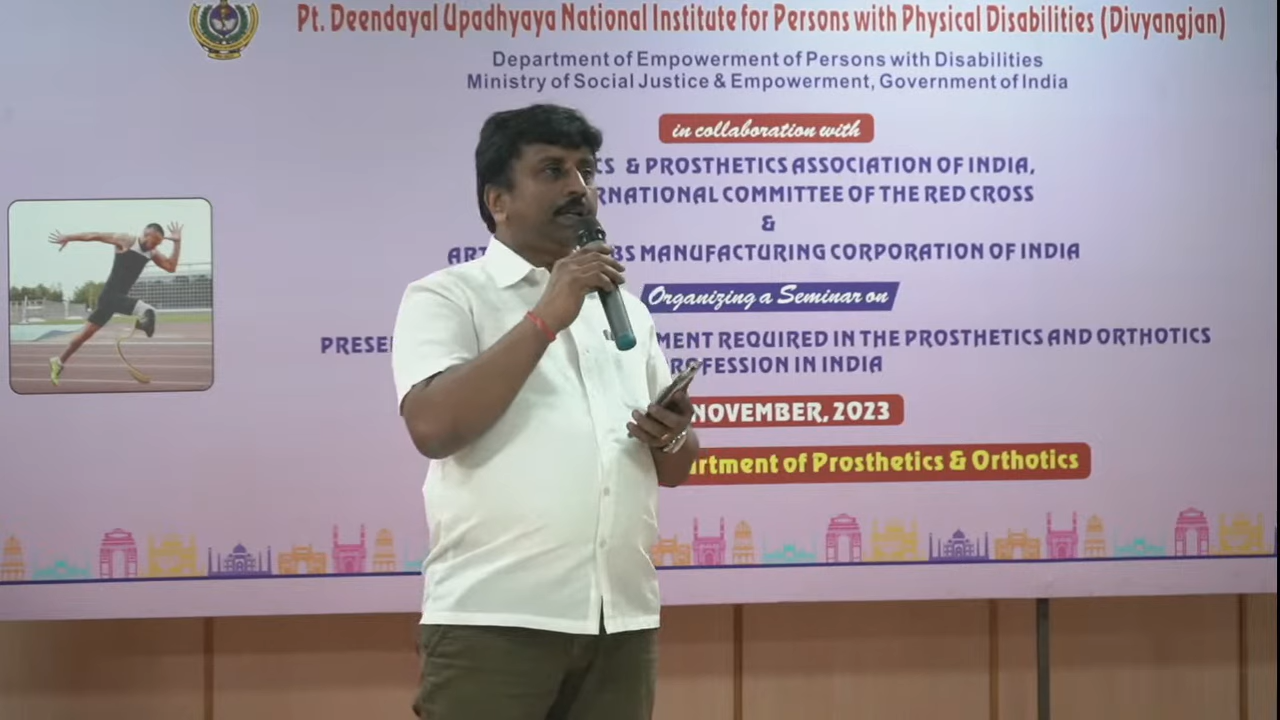 Pt. Deendayal Upadhyaya National Institute for Persons with Physical Disabilities (Divyangjan)
Department of Empowerment of Persons with Disabilities
Ministry of Social Justice & Empowerment, Government of India
in collaboration with
& PROSTHETICS ASSOCIATION OF INDIA,
COMMITTEE OF THE RED CROSS
&
MANUFACTURING CORPORATION OF INDIA
Organizing a Seminar on
REQUIRED IN THE PROSTHETICS AND ORTHOTICS
IN INDIA
NOVEMBER, 2023
of Prosthetics & Orthotics